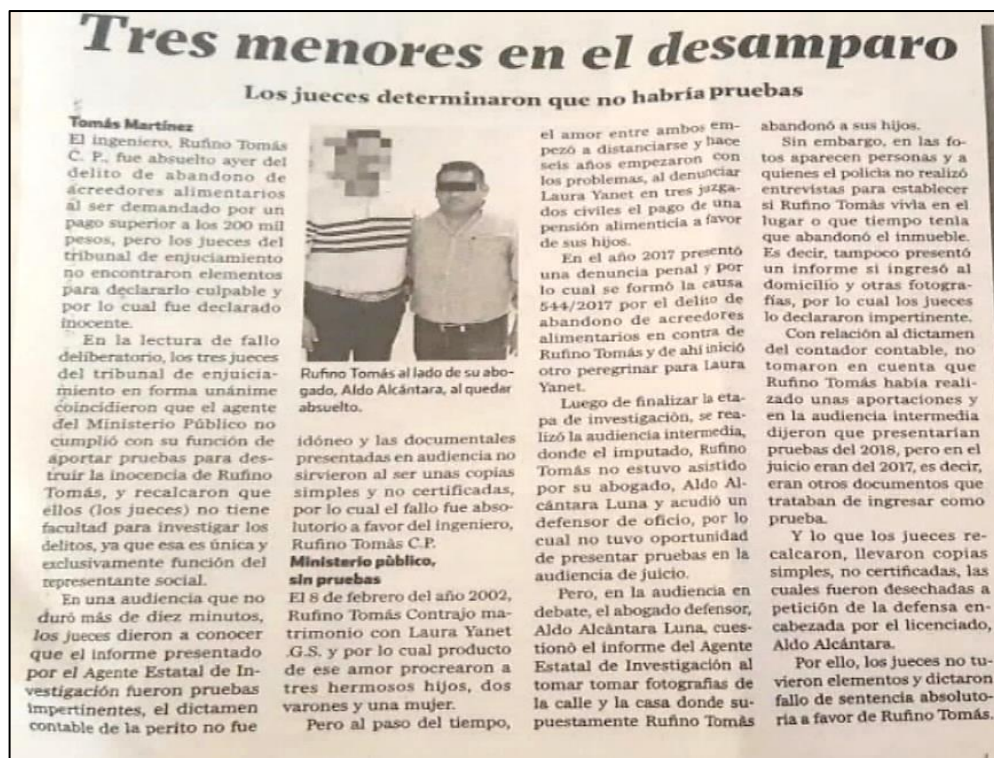 Tres menores en el desamparo
Los jueces determinaron que no habría pruebas
Tomás Martínez
El ingeniero, Rufino Tomás
C. P., fue absuelto ayer del
delito de abandono de
acreedores alimentarios
al ser demandado por un
pago superior a los 200 mil
pesos, pero los jueces del
tribunal de enjuiciamiento
no encontraron elementos
para declararlo culpable y
por lo cual fue declarado
inocente.
En la lectura de fallo
deliberatorio, los tres jueces
del tribunal de enjuicia-
miento en forma unánime
coincidieron que el agente
del Ministerio Público no
cumplió con su función de
aportar pruebas para des-
truir la inocencia de Rufino
Tomás, y recalcaron que
ellos (los jueces) no tiene
facultad para investigar los
delitos, ya que esa es única y
exclusivamente función del
representante social.
En una audiencia que no
duró más de diez minutos,
los jueces dieron a conocer
que el informe presentado
por el Agente Estatal de In-
vestigación fueron pruebas
impertinentes, el dictamen
contable de la perito no fue
Rufino Tomás al lado de su abo-
gado, Aldo Alcántara, al quedar
absuelto.
idóneo y las documentales
presentadas en audiencia no
sirvieron al ser unas copias
simples y no certificadas,
por lo cual el fallo fue abso-
lutorio a favor del ingeniero,
Rufino Tomás C.P.
Ministerio público,
sin pruebas
El 8 de febrero del año 2002,
Rufino Tomás Contrajo ma-
trimonio con Laura Yanet
.G.S. y por lo cual producto
de ese amor procrearon a
tres hermosos hijos, dos
varones y una mujer.
Pero al paso del tiempo,
el amor entre ambos em-
pezó a distanciarse y hace
seis años empezaron con
los problemas, al denunciar
Laura Yanet en tres juzga-
dos civiles el pago de una
pensión alimenticia a favor
de sus hijos.
En el año 2017 presentó
una denuncia penal y por
lo cual se formó la causa
544/2017 por el delito de
abandono de acreedores
alimentarios en contra de
Rufino Tomás y de ahí inició
otro peregrinar para Laura
Yanet.
Luego de finalizar la eta-
pa de investigación, se rea-
lizó la audiencia intermedia,
donde el imputado, Rufino
Tomás no estuvo asistido
por su abogado, Aldo Al-
cántara Luna y acudió un
defensor de oficio, por lo
cual no tuvo oportunidad
de presentar pruebas en la
audiencia de juicio.
Pero, en la audiencia en
debate, el abogado defensor,
Aldo Alcántara Luna, cues-
tionó el informe del Agente
Estatal de Investigación al
tomar tomar fotografías de
la calle y la casa donde su-
puestamente Rufino Tomás
abandonó a sus hijos.
Sin embargo, en las fo-
tos aparecen personas y a
quienes el policía no realizó
entrevistas para establecer
si Rufino Tomás vivía en el
lugar o que tiempo tenía
que abandonó el inmueble.
Es decir, tampoco presentó
un informe si ingresó al
domicilio y otras fotogra-
fías, por lo cual los jueces
lo declararon impertinente.
Con relación al dictamen
del contador contable, no
tomaron en cuenta que
Rufino Tomás había reali-
zado unas aportaciones y
en la audiencia intermedia
dijeron que presentarían
pruebas del 2018, pero en el
juicio eran del 2017, es decir,
eran otros documentos que
trataban de ingresar como
prueba.
Y lo que los jueces re-
calcaron, llevaron copias
simples, no certificadas, las
cuales fueron desechadas a
petición de la defensa en-
cabezada por el licenciado,
Aldo Alcántara.
Por ello, los jueces no tu-
vieron elementos y dictaron
fallo de sentencia absoluto-
ria a favor de Rufino Tomás.